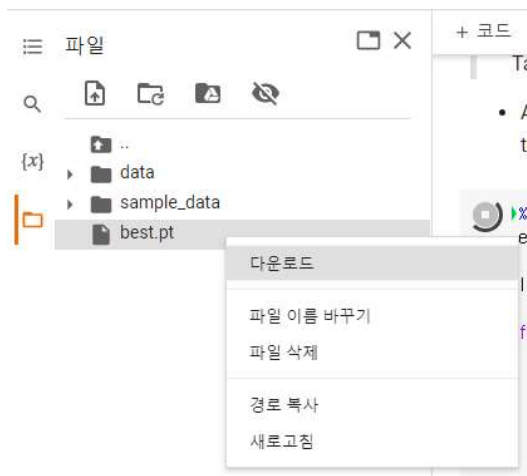 파일
+ 코드
Ta
{x}
..
data
sample_data
best.pt
다운로드
파일 이름 바꾸기
파일 삭제
경로 복사
새로고침
A
t
%
e
f